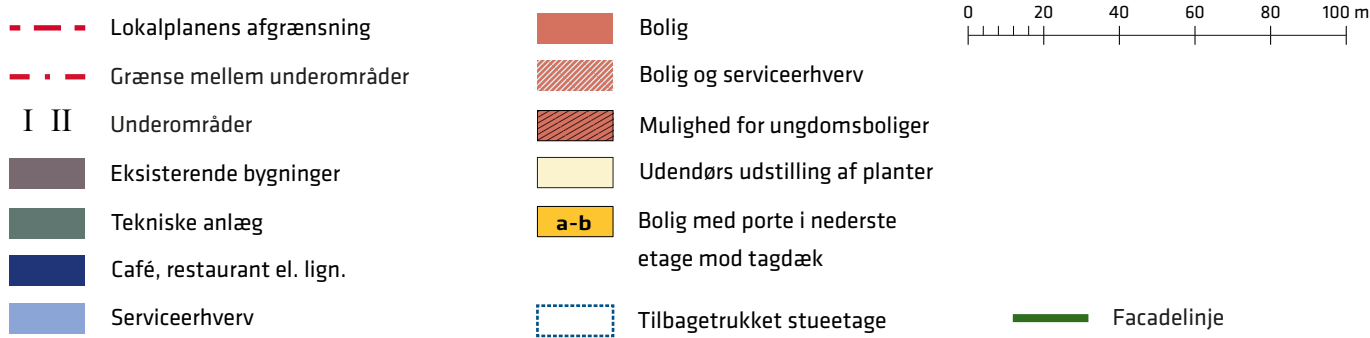 Lokalplanens afgrænsning
Grænse mellem underområder
I II Underområder
Eksisterende bygninger
Tekniske anlæg
Café, restaurant el. lign.
Serviceerhverv
Bolig
Bolig og serviceerhverv
Mulighed for ungdomsboliger
Udendørs udstilling af planter
a-b Bolig med porte i nederste
etage mod tagdæk
Tilbagetrukket stueetage
0 20 40 60 80 100 m
Facadelinje